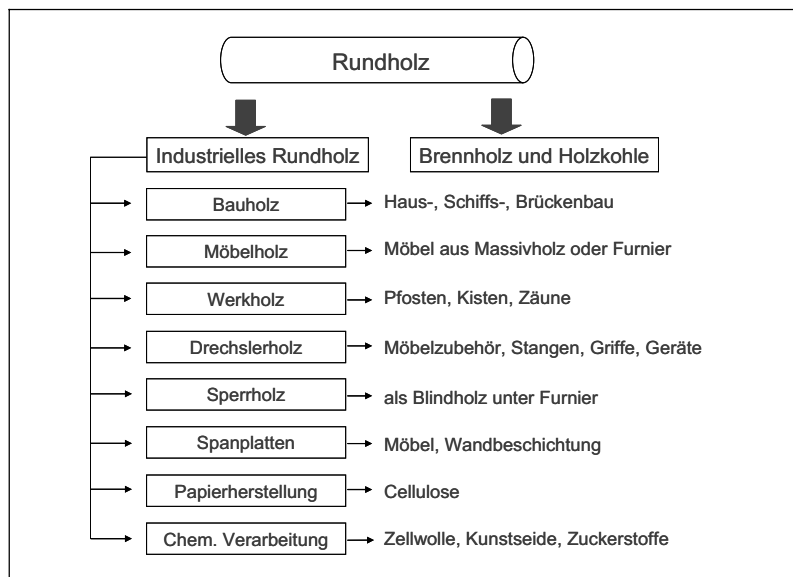 Rundholz
Industrielles Rundholz
Brennholz und Holzkohle
Bauholz
Haus-, Schiffs-, Brückenbau
Möbelholz
Möbel aus Massivholz oder Furnier
Werkholz
Pfosten, Kisten, Zäune
Drechslerholz
Möbelzubehör, Stangen, Griffe, Geräte
Sperrholz
als Blindholz unter Furnier
Spanplatten
Möbel, Wandbeschichtung
Papierherstellung
Cellulose
Chem. Verarbeitung
Zellwolle, Kunstseide, Zuckerstoffe